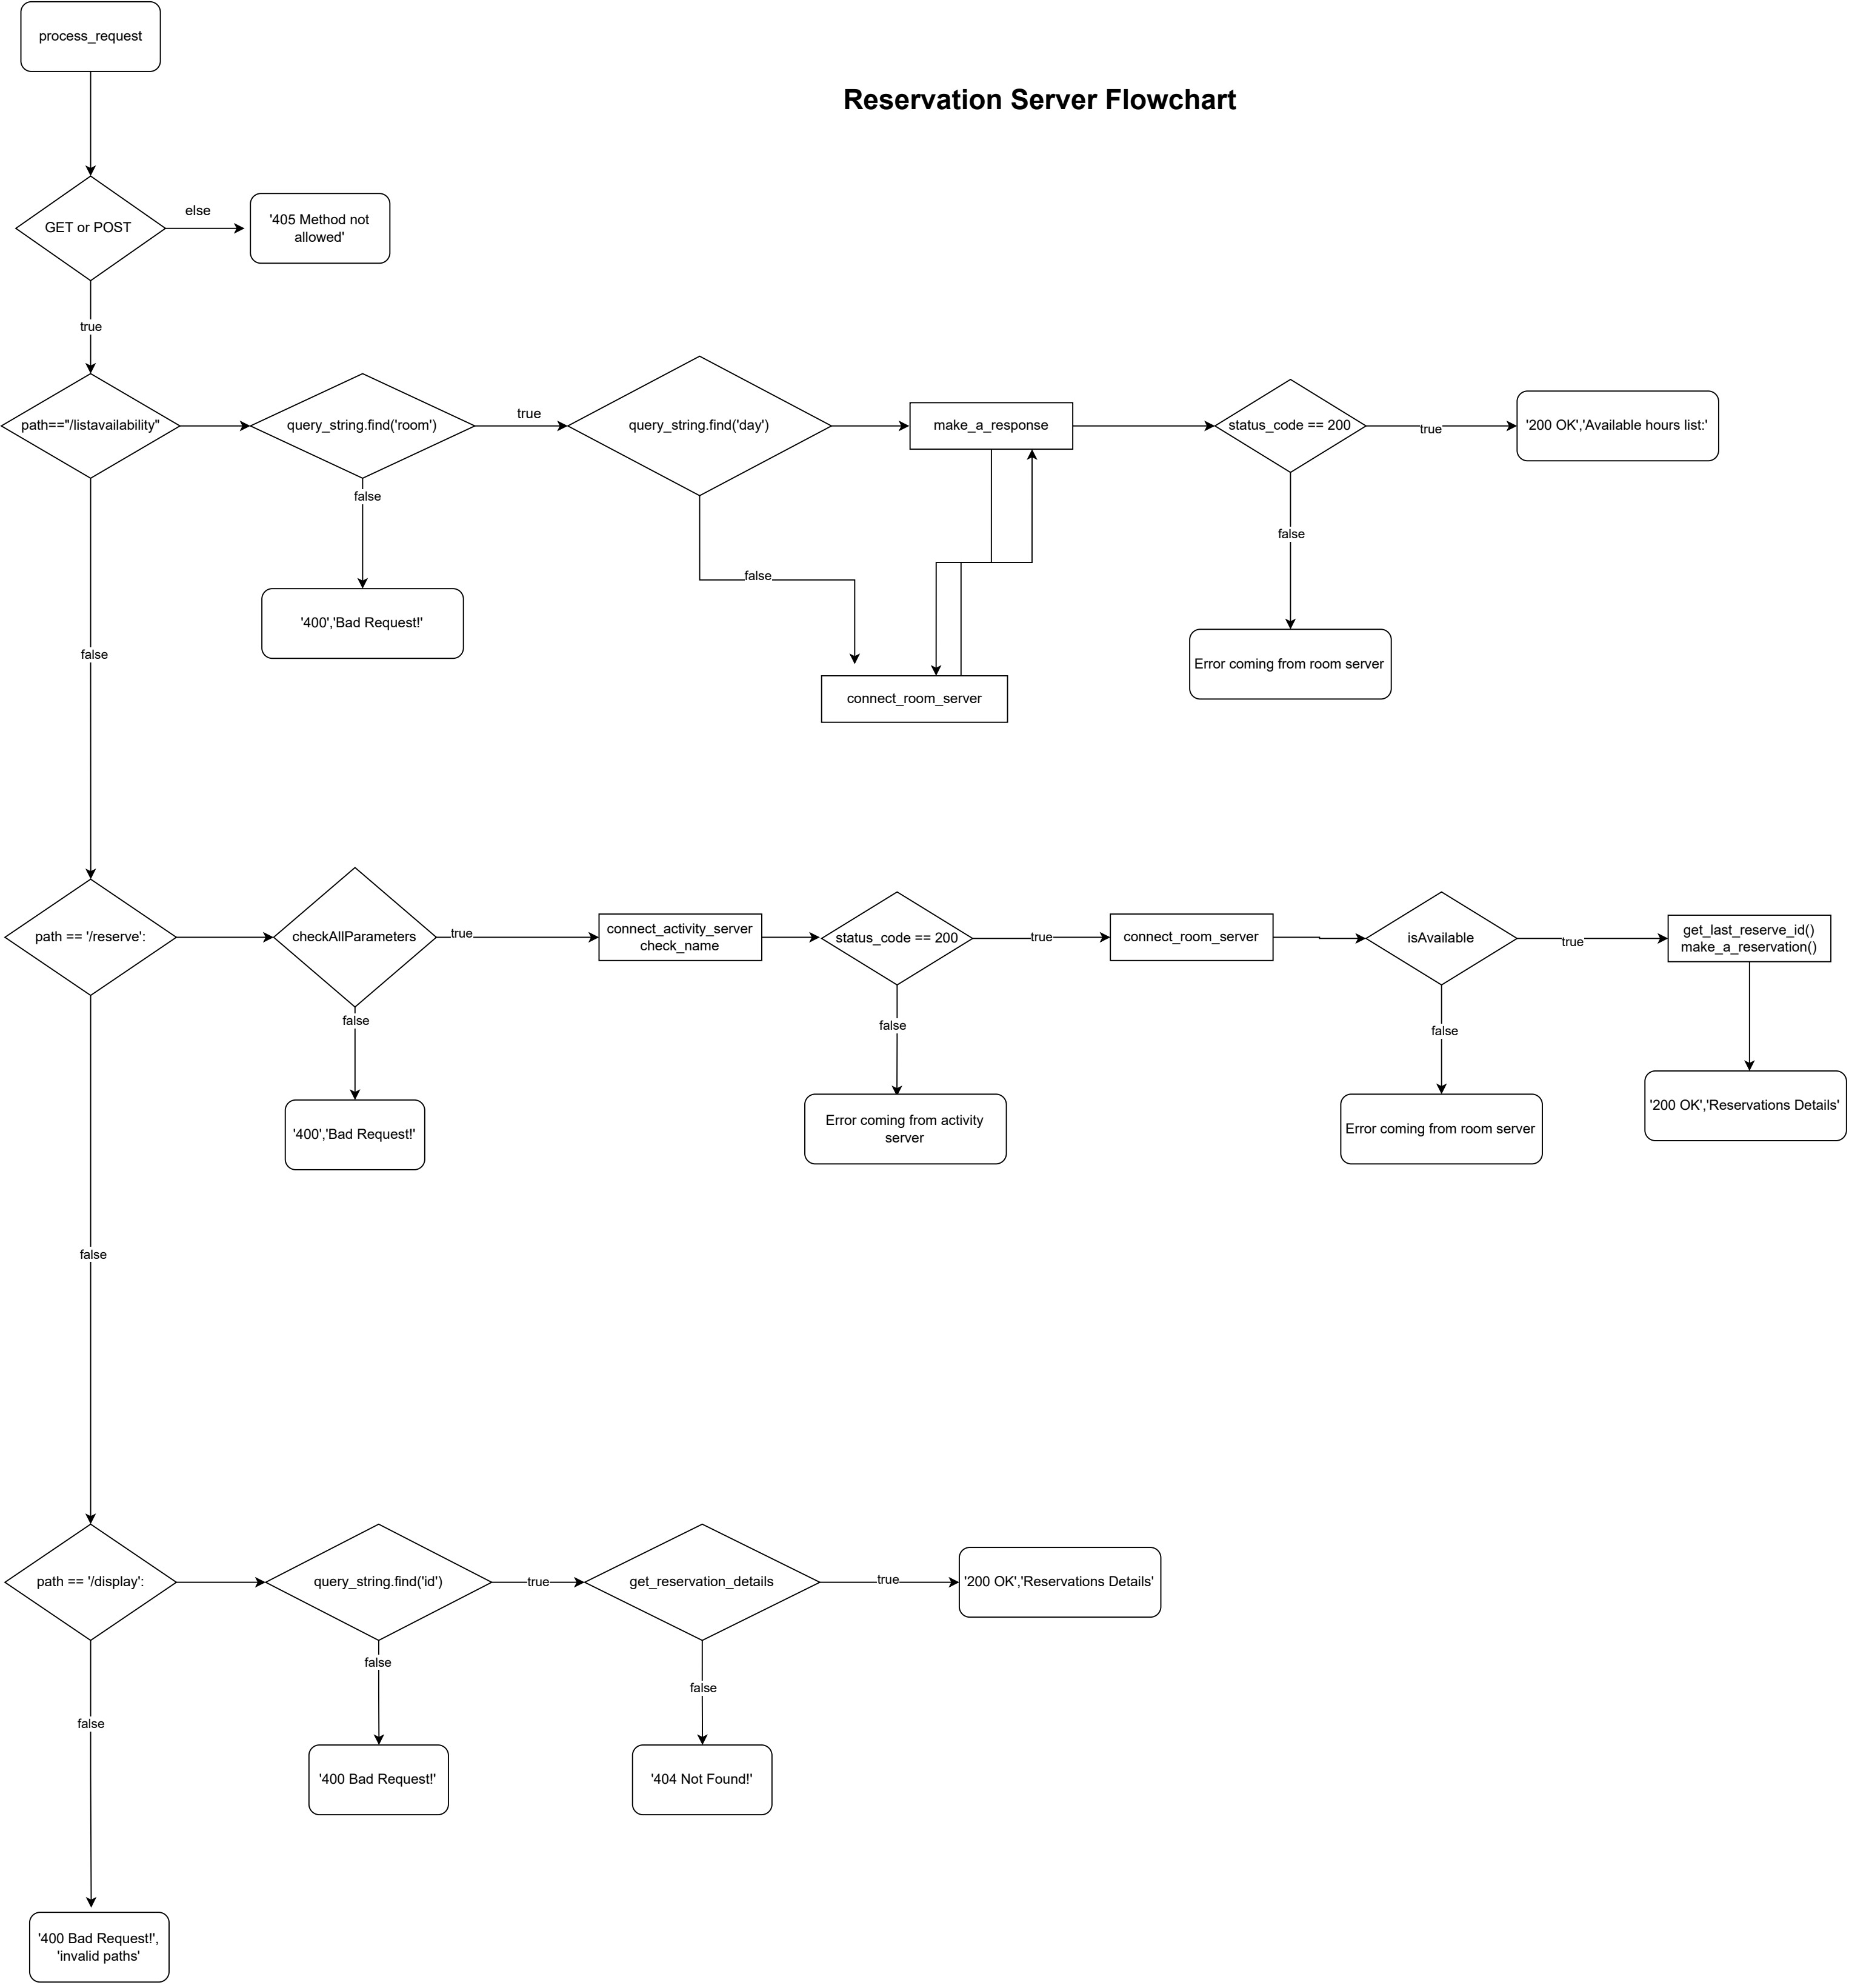 process_request
Reservation Server Flowchart
GET or POST
else
'405 Method not
allowed'
true
path=="/listavailability"
query_string.find('room')
true
query_string.find('day')
make_a_response
status_code == 200
true
'200 OK','Available hours list:'
false
'400','Bad Request!'
false
connect_room_server
false
Error coming from room server
false
path == '/reserve':
checkAllParameters
true
connect_activity_server
check_name
status_code == 200
true
connect_room_server
isAvailable
true
get_last_reserve_id()
make_a_reservation()
false
'400','Bad Request!'
false
Error coming from activity
server
false
Error coming from room server
'200 OK','Reservations Details'
false
path == '/display':
query_string.find('id')
true
get_reservation_details
true
'200 OK','Reservations Details'
false
'400 Bad Request!'
false
'404 Not Found!'
false
'400 Bad Request!',
'invalid paths'